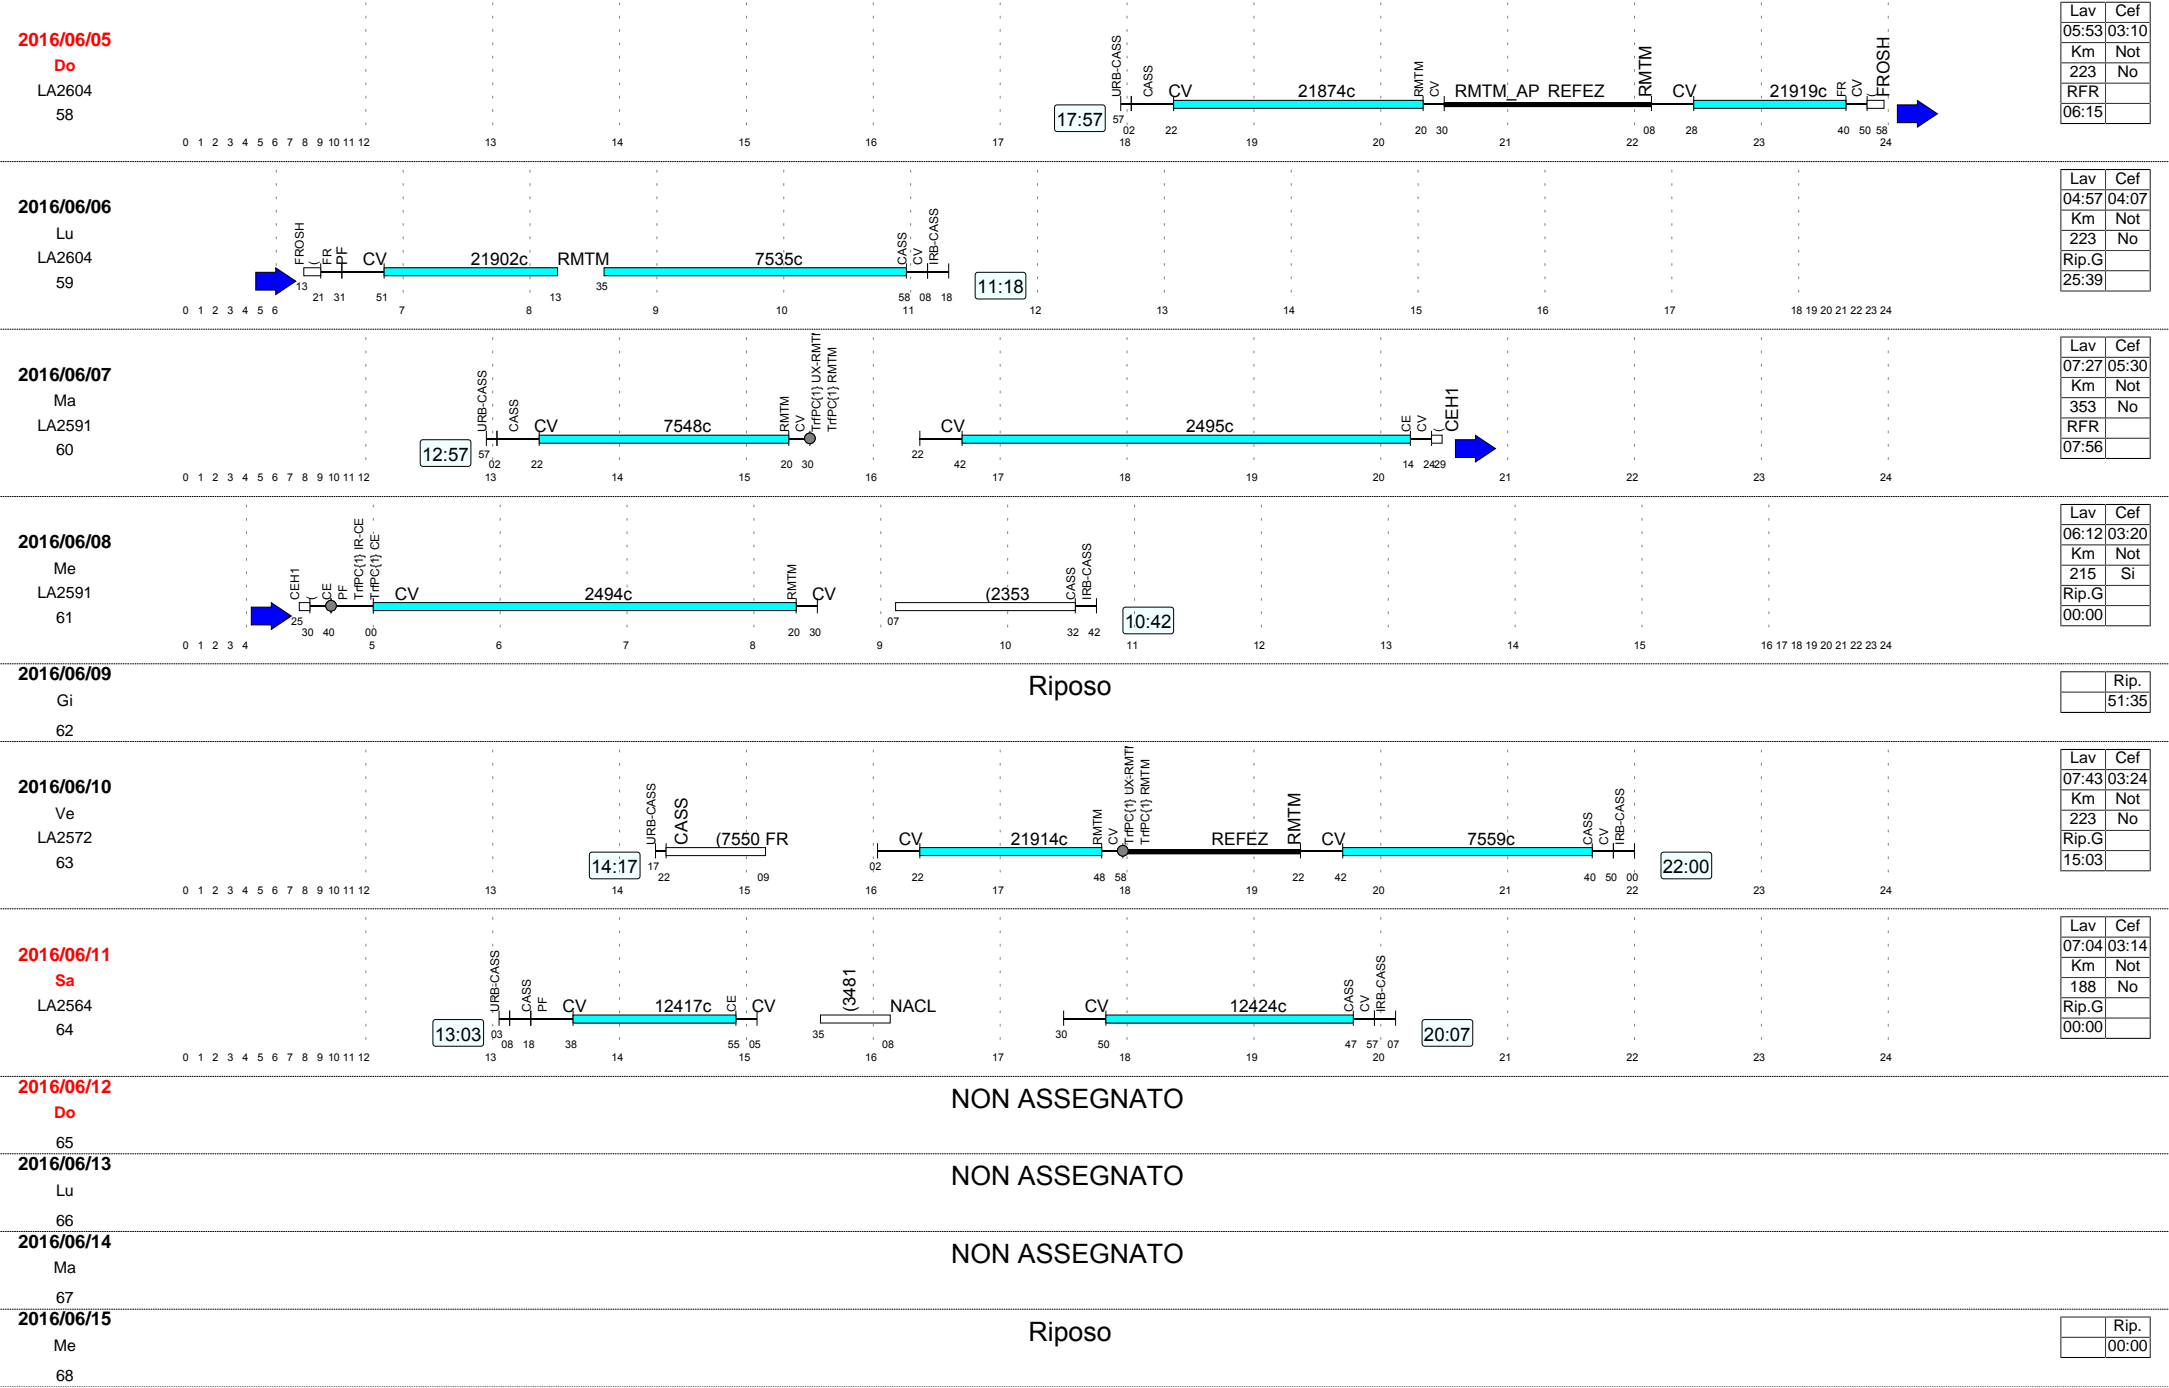 2016/06/05
Do
LA2604
58
17:57
URB-CASS CASS CV 21874c RMTM CV RMTM_AP REFEZ RMTM CV 21919c FR CV ( FROSH
57 02 22 20 30 08 28 40 50 58
0 1 2 3 4 5 6 7 8 9 10 11 12 13 14 15 16 17 18 19 20 21 22 23 24
Lav Cef
05:53 03:10
Km Not
223 No
RFR
06:15
2016/06/06
Lu
LA2604
59
FROSH ( FR PF CV 21902c RMTM 7535c CASS CV IRB-CASS
13 21 31 51 13 35 58 08 18
11:18
0 1 2 3 4 5 6 7 8 9 10 11 12 13 14 15 16 17 18 19 20 21 22 23 24
Lav Cef
04:57 04:07
Km Not
223 No
Rip.G
25:39
2016/06/07
Ma
LA2591
60
12:57
URB-CASS CASS CV 7548c RMTM CV TrfPC{1} UX-RMTM TrfPC{1} RMTM CV 2495c CE CV ( CEH1
57 02 22 20 30 22 42 14 24 29
0 1 2 3 4 5 6 7 8 9 10 11 12 13 14 15 16 17 18 19 20 21 22 23 24
Lav Cef
07:27 05:30
Km Not
353 No
RFR
07:56
2016/06/08
Me
LA2591
61
CEH1 ( CE PF TrfPC{1} IR-CE TrfPC{1} CE CV 2494c RMTM CV (2353 CASS IRB-CASS
25 30 40 00 20 30 07 32 42
10:42
0 1 2 3 4 5 6 7 8 9 10 11 12 13 14 15 16 17 18 19 20 21 22 23 24
Lav Cef
06:12 03:20
Km Not
215 Si
Rip.G
00:00
2016/06/09
Gi
62
Riposo
Rip.
51:35
2016/06/10
Ve
LA2572
63
14:17
URB-CASS CASS (7550 FR CV 21914c RMTM CV TrfPC{1} UX-RMTM TrfPC{1} RMTM REFEZ RMTM CV 7559c CASS CV IRB-CASS
17 22 09 02 22 48 58 22 42 40 50 00
22:00
0 1 2 3 4 5 6 7 8 9 10 11 12 13 14 15 16 17 18 19 20 21 22 23 24
Lav Cef
07:43 03:24
Km Not
223 No
Rip.G
15:03
2016/06/11
Sa
LA2564
64
13:03
URB-CASS CASS PF CV 12417c CE CV (3481 NACL CV 12424c CASS CV IRB-CASS
03 08 18 38 55 05 35 08 30 50 47 57 07
20:07
0 1 2 3 4 5 6 7 8 9 10 11 12 13 14 15 16 17 18 19 20 21 22 23 24
Lav Cef
07:04 03:14
Km Not
188 No
Rip.G
00:00
2016/06/12
Do
65
NON ASSEGNATO
2016/06/13
Lu
66
NON ASSEGNATO
2016/06/14
Ma
67
NON ASSEGNATO
2016/06/15
Me
68
Riposo
Rip.
00:00